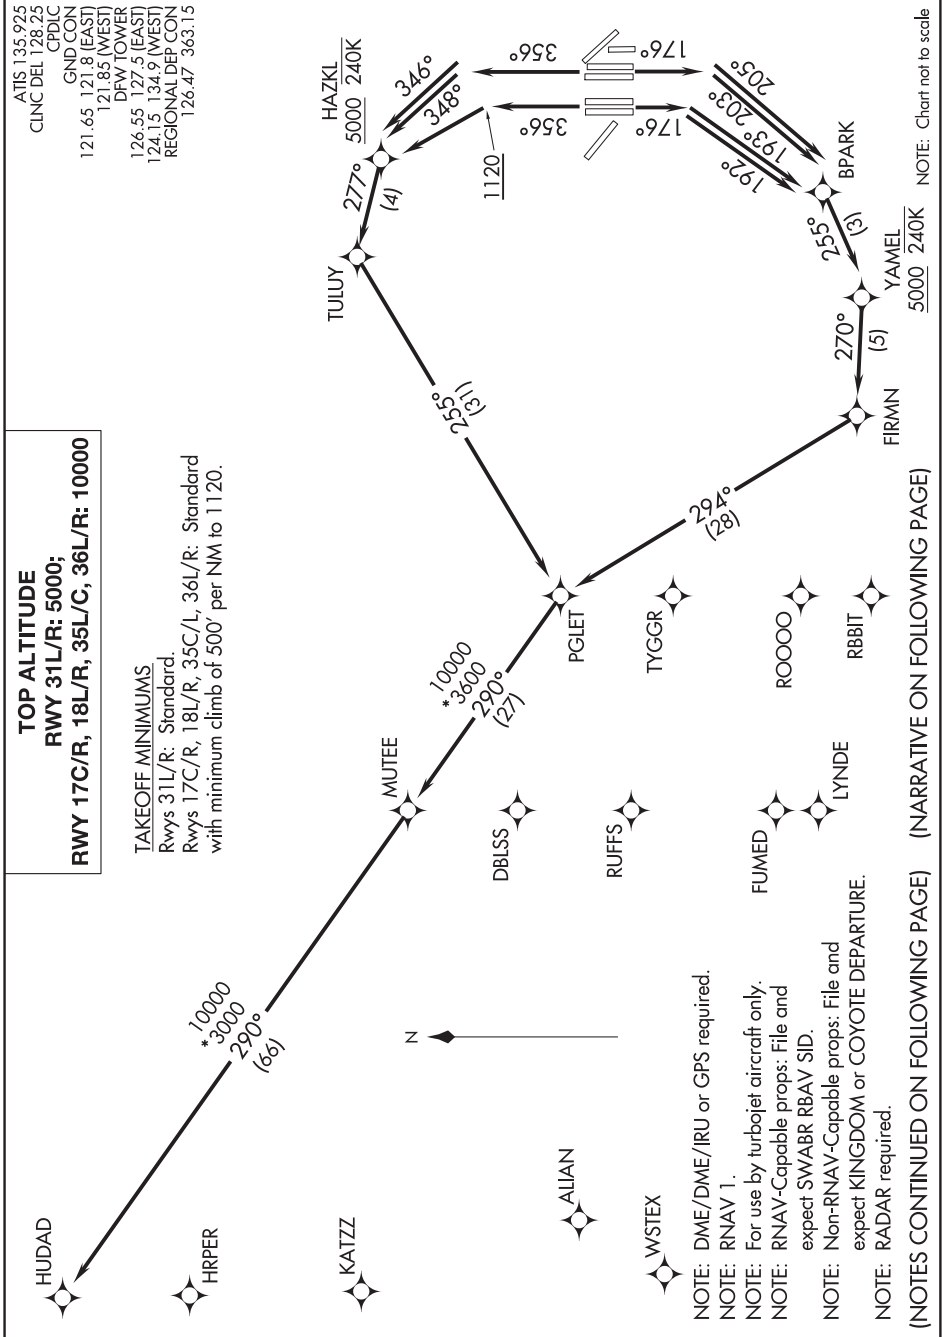 ATIS 135.925
CLNC DEL 128.25
CPDLC
GND CON
121.65 121.8 (EAST)
121.85 (WEST)
DFW TOWER
126.55 127.5 (EAST)
124.15 134.9 (WEST)
REGIONAL DEP CON
126.47 363.15
TOP ALTITUDE
RWY 31L/R: 5000;
RWY 17C/R, 18L/R, 35L/C, 36L/R: 10000
TAKEOFF MINIMUMS
Rwys 31L/R: Standard.
Rwys 17C/R, 18L/R, 35C/L, 36L/R: Standard
with minimum climb of 500' per NM to 1120.
HAZKL
5000 240K
346°
348°
356°
356°
1120
176°
176°
205°
203°
193°
192°
277°
(4)
TULUY
BPARK
255°
(3)
YAMEL
5000 240K
270°
(5)
FIRMN
255°
(31)
294°
(28)
PGLET
TYGGR
ROOOO
RBBIT
10000
*3600
290°
(27)
MUTEE
DBLSS
RUFFS
FUMED
LYNDE
10000
*3000
290°
(66)
N
HUDAD
HRPER
KATZZ
ALIAN
WSTEX
NOTE: DME/DME/IRU or GPS required.
NOTE: RNAV 1.
NOTE: For use by turbojet aircraft only.
NOTE: RNAV-Capable props: File and
expect SWABR RBAV SID.
NOTE: Non-RNAV-Capable props: File and
expect KINGDOM or COYOTE DEPARTURE.
NOTE: RADAR required.
(NOTES CONTINUED ON FOLLOWING PAGE)
(NARRATIVE ON FOLLOWING PAGE)
NOTE: Chart not to scale